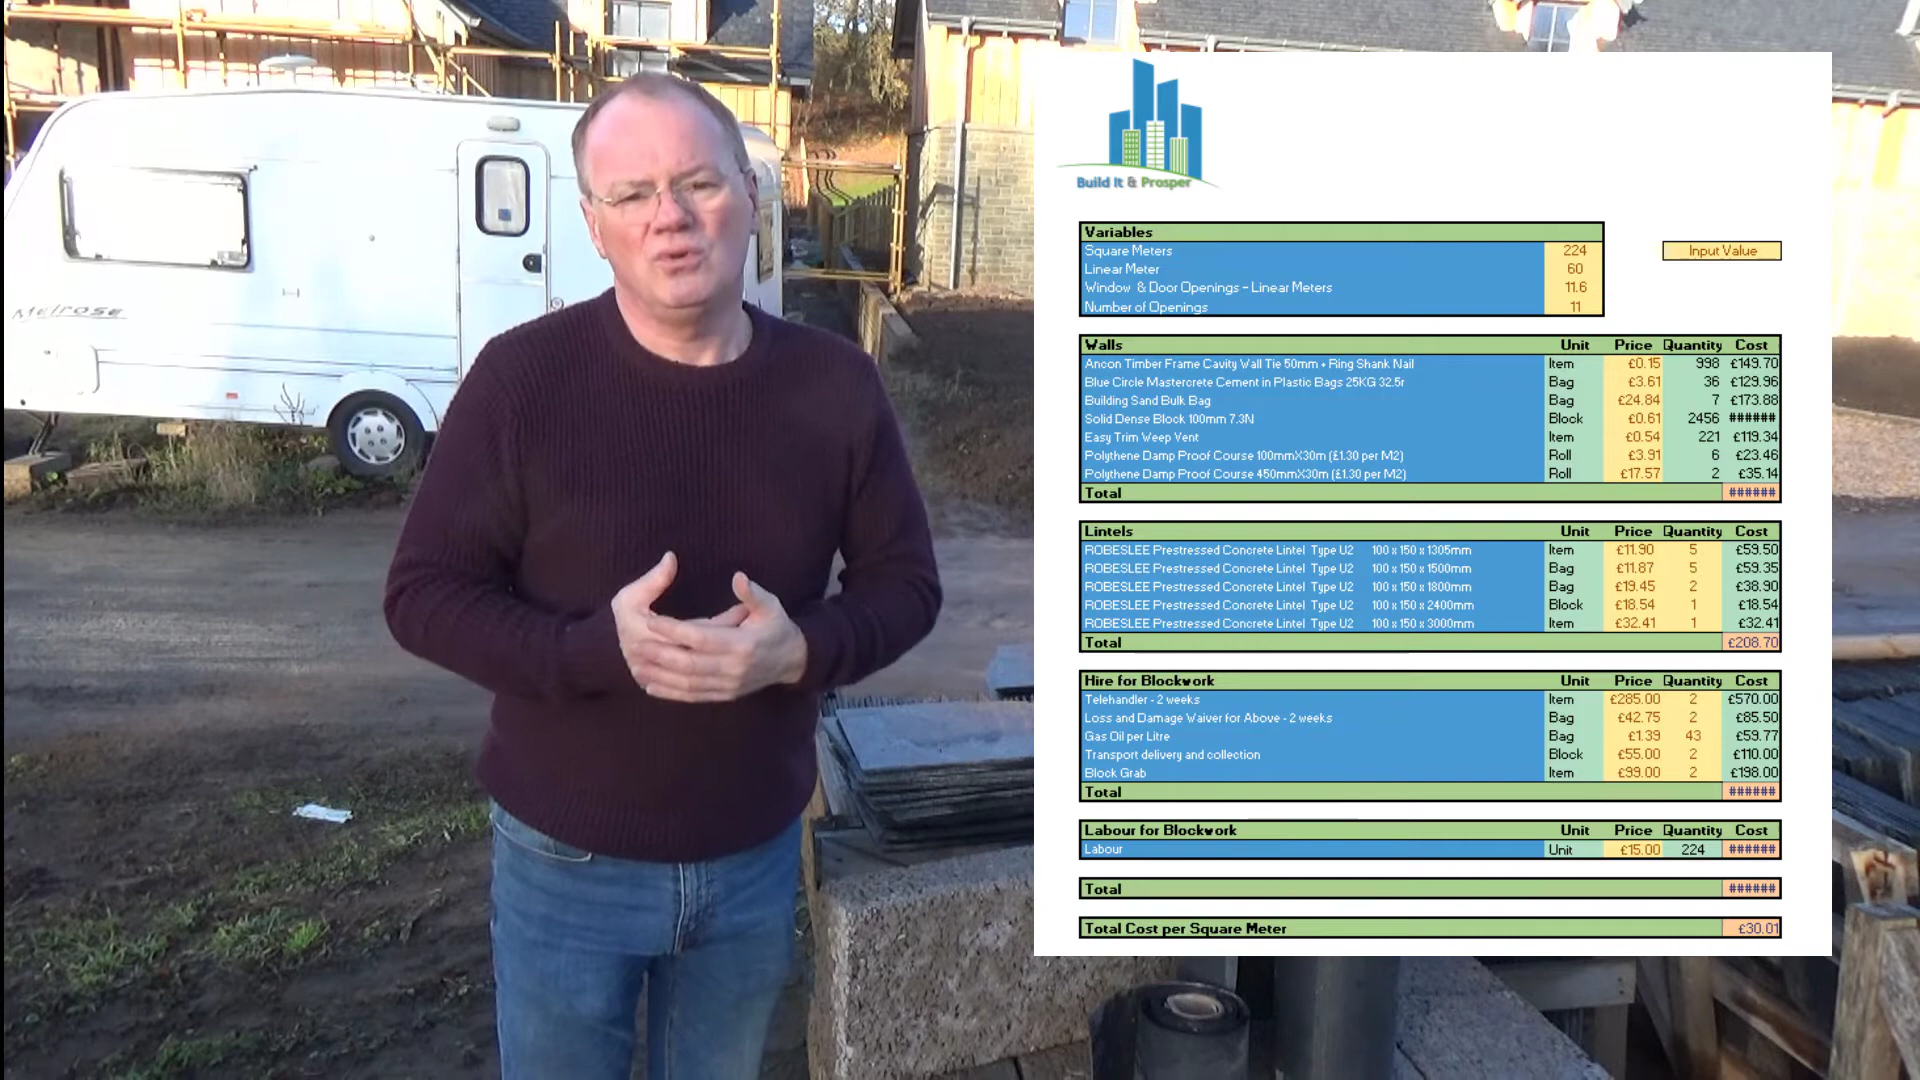 Melrose
Build It & Prosper
Variables
Square Meters 224
Linear Meter 60
Window & Door Openings - Linear Meters 11.6
Number of Openings 11
Input Value
Walls Unit Price Quantity Cost
Ancon Timber Frame Cavity Wall Tie 50mm + Ring Shank Nail Item £0.15 998 £149.70
Blue Circle Mastercrete Cement in Plastic Bags 25KG 32.5r Bag £3.61 36 £129.96
Building Sand Bulk Bag Bag £24.84 7 £173.88
Solid Dense Block 100mm 7.3N Block £0.61 2456 ######
Easy Trim Weep Vent Item £0.54 221 £119.34
Polythene Damp Proof Course 100mmX30m (£1.30 per M2) Roll £3.91 6 £23.46
Polythene Damp Proof Course 450mmX30m (£1.30 per M2) Roll £17.57 2 £35.14
Total ######
Lintels Unit Price Quantity Cost
ROBESLEE Prestressed Concrete Lintel Type U2 100 x 150 x 1305mm Item £11.90 5 £59.50
ROBESLEE Prestressed Concrete Lintel Type U2 100 x 150 x 1500mm Bag £11.87 5 £59.35
ROBESLEE Prestressed Concrete Lintel Type U2 100 x 150 x 1800mm Bag £19.45 2 £38.90
ROBESLEE Prestressed Concrete Lintel Type U2 100 x 150 x 2400mm Block £18.54 1 £18.54
ROBESLEE Prestressed Concrete Lintel Type U2 100 x 150 x 3000mm Item £32.41 1 £32.41
Total £208.70
Hire for Blockwork Unit Price Quantity Cost
Telehandler - 2 weeks Item £285.00 2 £570.00
Loss and Damage Waiver for Above - 2 weeks Bag £42.75 2 £85.50
Gas Oil per Litre Bag £1.39 43 £59.77
Transport delivery and collection Block £55.00 2 £110.00
Block Grab Item £99.00 2 £198.00
Total ######
Labour for Blockwork Unit Price Quantity Cost
Labour Unit £15.00 224 ######
Total ######
Total Cost per Square Meter £30.01